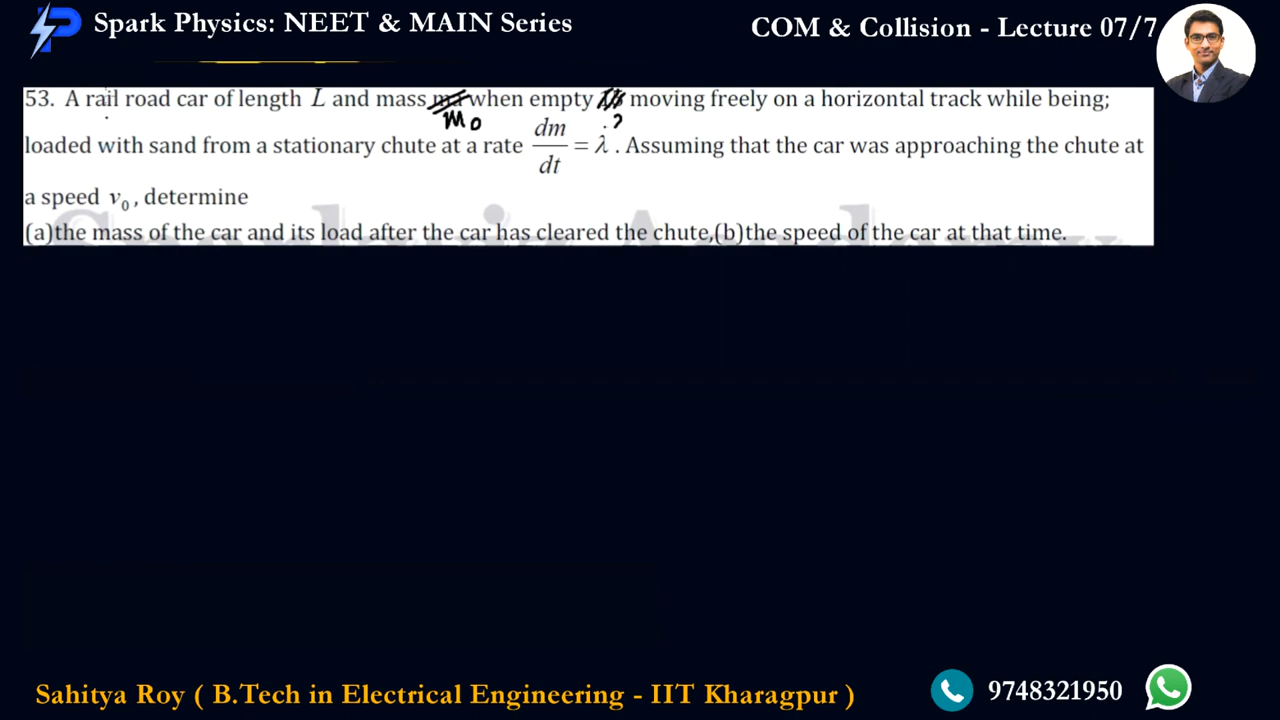 Spark Physics: NEET & MAIN Series
COM & Collision - Lecture 07/7
53. A rail road car of length L and mass when empty moving freely on a horizontal track while being;
m₀
?
loaded with sand from a stationary chute at a rate dm/dt = λ. Assuming that the car was approaching the chute at
a speed v₀, determine
(a)the mass of the car and its load after the car has cleared the chute,(b)the speed of the car at that time.
Sahitya Roy ( B.Tech in Electrical Engineering - IIT Kharagpur )
9748321950